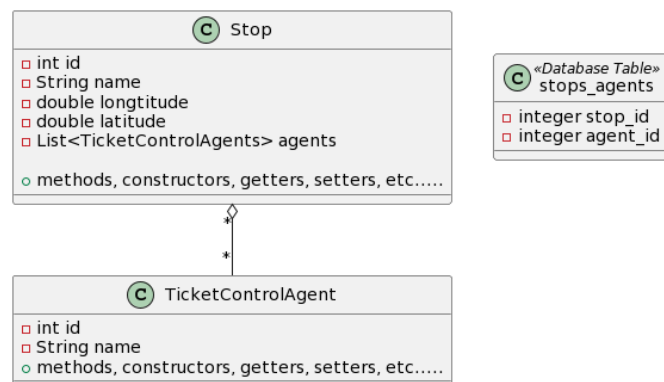 C Stop
- int id
- String name
- double longtitude
- double latitude
- List<TicketControlAgents> agents
methods, constructors, getters, setters, etc.....
C «Database Table»
stops_agents
integer stop_id
integer agent_id
*
*
C TicketControlAgent
int id
String name
methods, constructors, getters, setters, etc.....